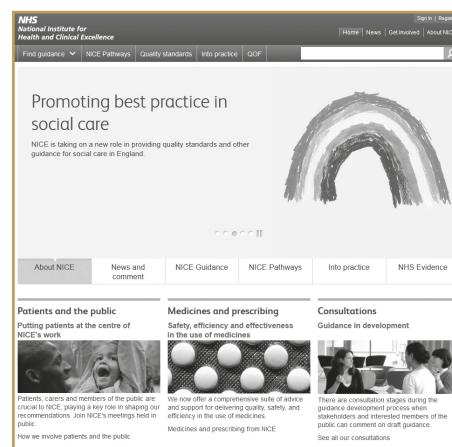 NHS
Sign In | Regist
National Institute for
Health and Clinical Excellence
Home | News | Get involved | About NIC
Find guidance | NICE Pathways | Quality standards | Into practice | QOF
Promoting best practice in
social care
NICE is taking on a new role in providing quality standards and other
guidance for social care in England.
About NICE
News and
comment
NICE Guidance
NICE Pathways
Into practice
NHS Evidence
Patients and the public
Putting patients at the centre of
NICE's work
Patients, carers and members of the public are
crucial to NICE, playing a key role in shaping our
recommendations. Join NICE's meetings held in
public.
How we involve patients and the public
Medicines and prescribing
Safety, efficiency and effectiveness
in the use of medicines
We now offer a comprehensive suite of advice
and support for delivering quality, safety, and
efficiency in the use of medicines.
Medicines and prescribing from NICE
Consultations
Guidance in development
There are consultation stages during the
guidance development process when
stakeholders and interested members of the
public can comment on draft guidance.
See all our consultations